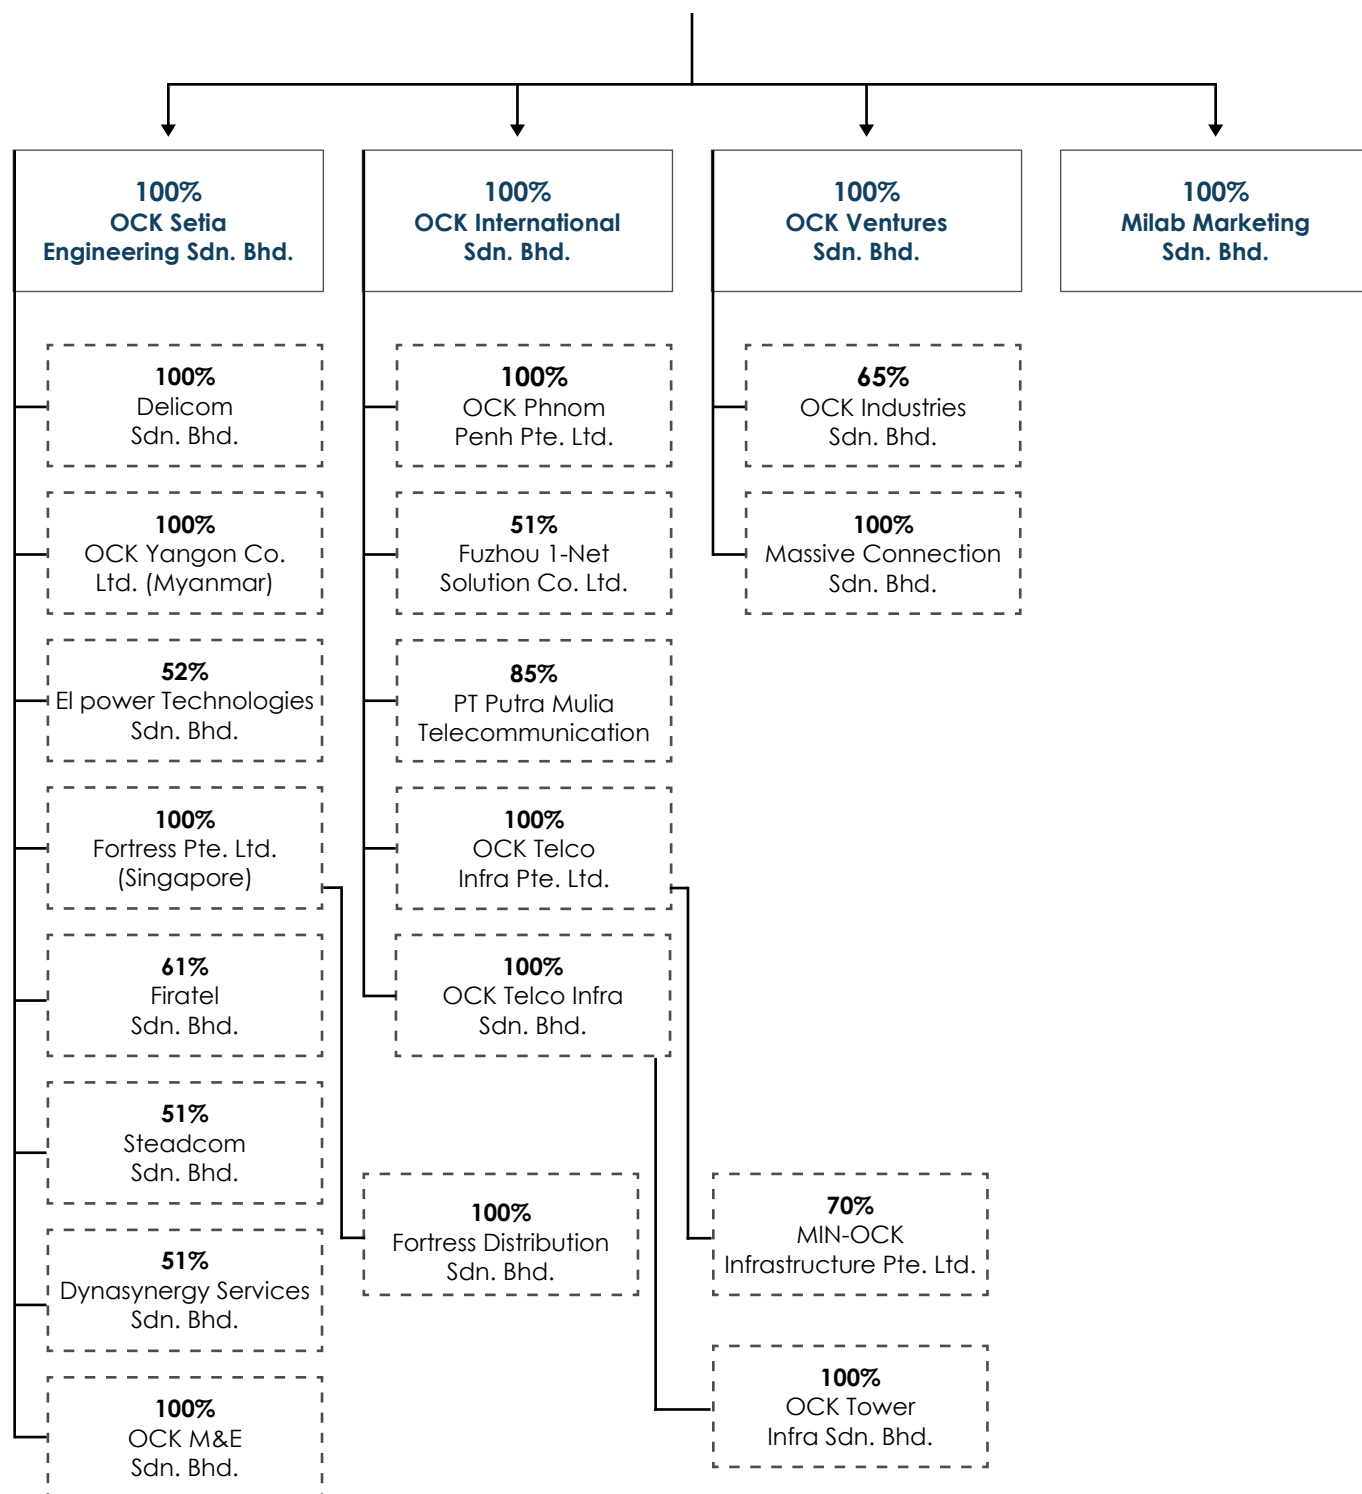 100%
OCK Setia
Engineering Sdn. Bhd.
100%
OCK International
Sdn. Bhd.
100%
OCK Ventures
Sdn. Bhd.
100%
Milab Marketing
Sdn. Bhd.
100%
Delicom
Sdn. Bhd.
100%
OCK Yangon Co.
Ltd. (Myanmar)
52%
El power Technologies
Sdn. Bhd.
100%
Fortress Pte. Ltd.
(Singapore)
61%
Firatel
Sdn. Bhd.
51%
Steadcom
Sdn. Bhd.
51%
Dynasynergy Services
Sdn. Bhd.
100%
OCK M&E
Sdn. Bhd.
100%
OCK Phnom
Penh Pte. Ltd.
51%
Fuzhou 1-Net
Solution Co. Ltd.
85%
PT Putra Mulia
Telecommunication
100%
OCK Telco
Infra Pte. Ltd.
100%
OCK Telco Infra
Sdn. Bhd.
100%
Fortress Distribution
Sdn. Bhd.
65%
OCK Industries
Sdn. Bhd.
100%
Massive Connection
Sdn. Bhd.
70%
MIN-OCK
Infrastructure Pte. Ltd.
100%
OCK Tower
Infra Sdn. Bhd.